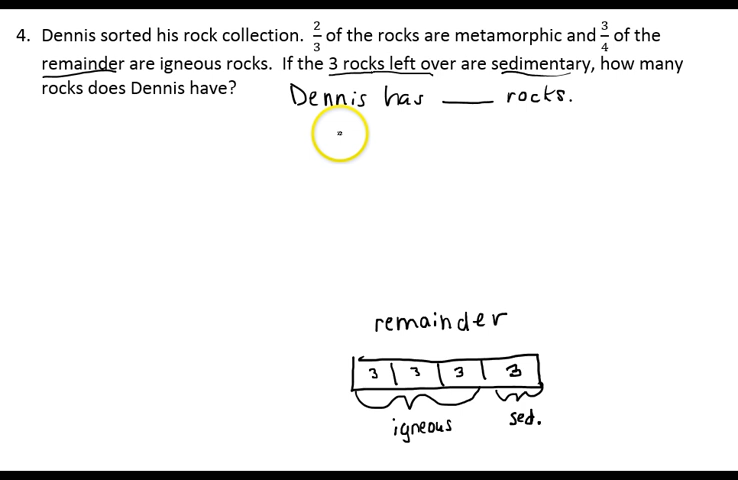 4. Dennis sorted his rock collection. 2/3 of the rocks are metamorphic and 3/4 of the
remainder are igneous rocks. If the 3 rocks left over are sedimentary, how many
rocks does Dennis have?
Dennis has ____ rocks.
remainder
3 3 3 3
igneous sed.